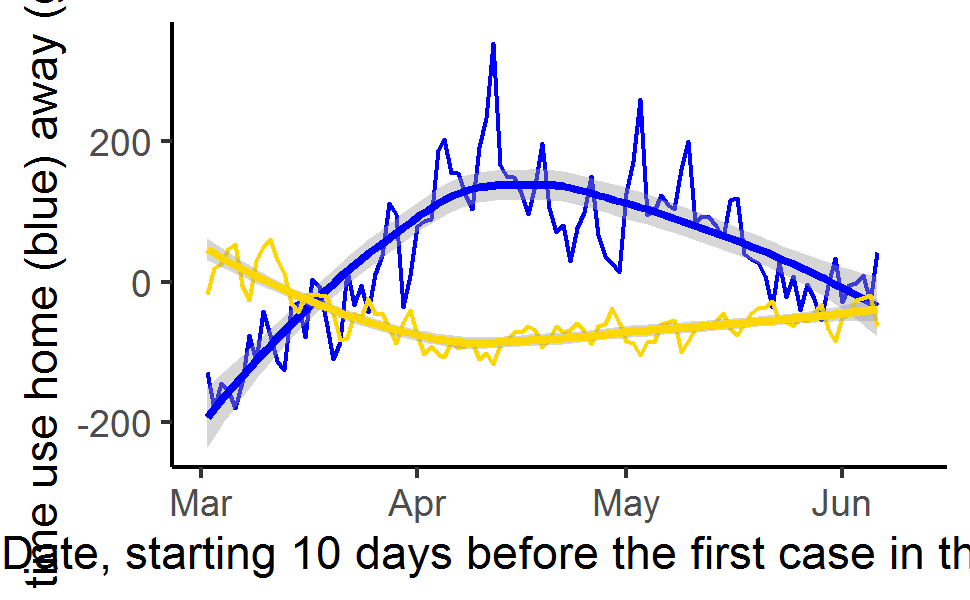 time use home (blue) away (
200
0
-200
Mar Apr May Jun
Date, starting 10 days before the first case in th